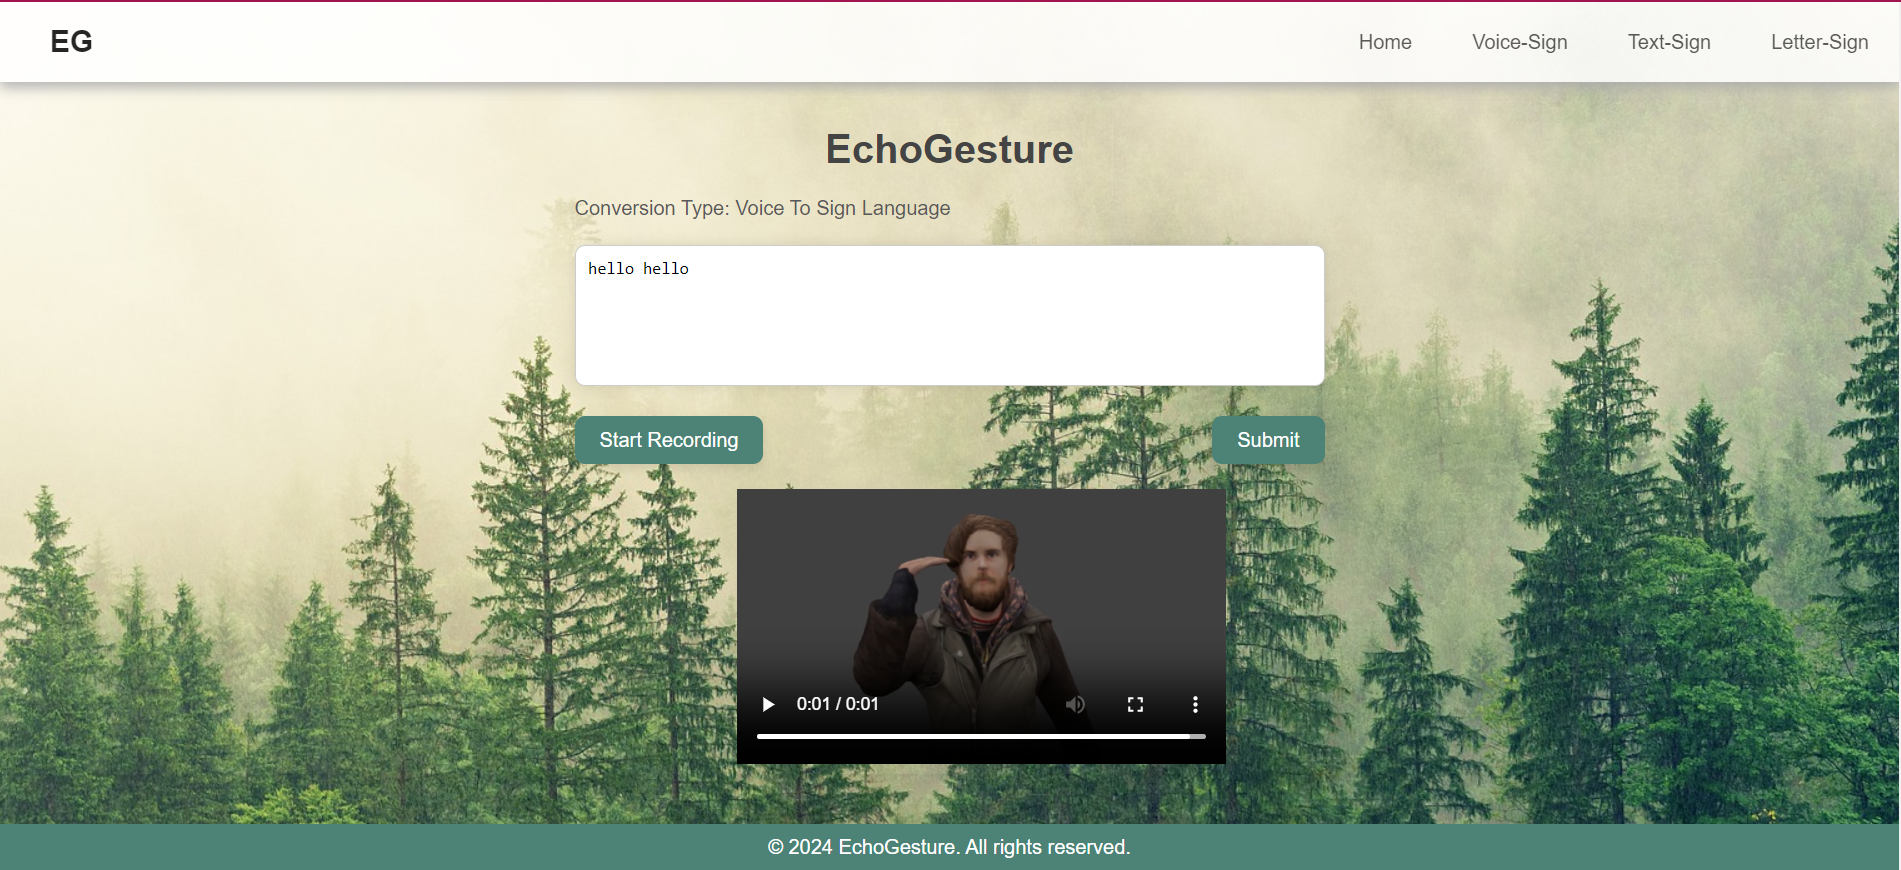 EG
Home Voice-Sign Text-Sign Letter-Sign
EchoGesture
Conversion Type: Voice To Sign Language
hello hello
Start Recording Submit
0:01 / 0:01
© 2024 EchoGesture. All rights reserved.